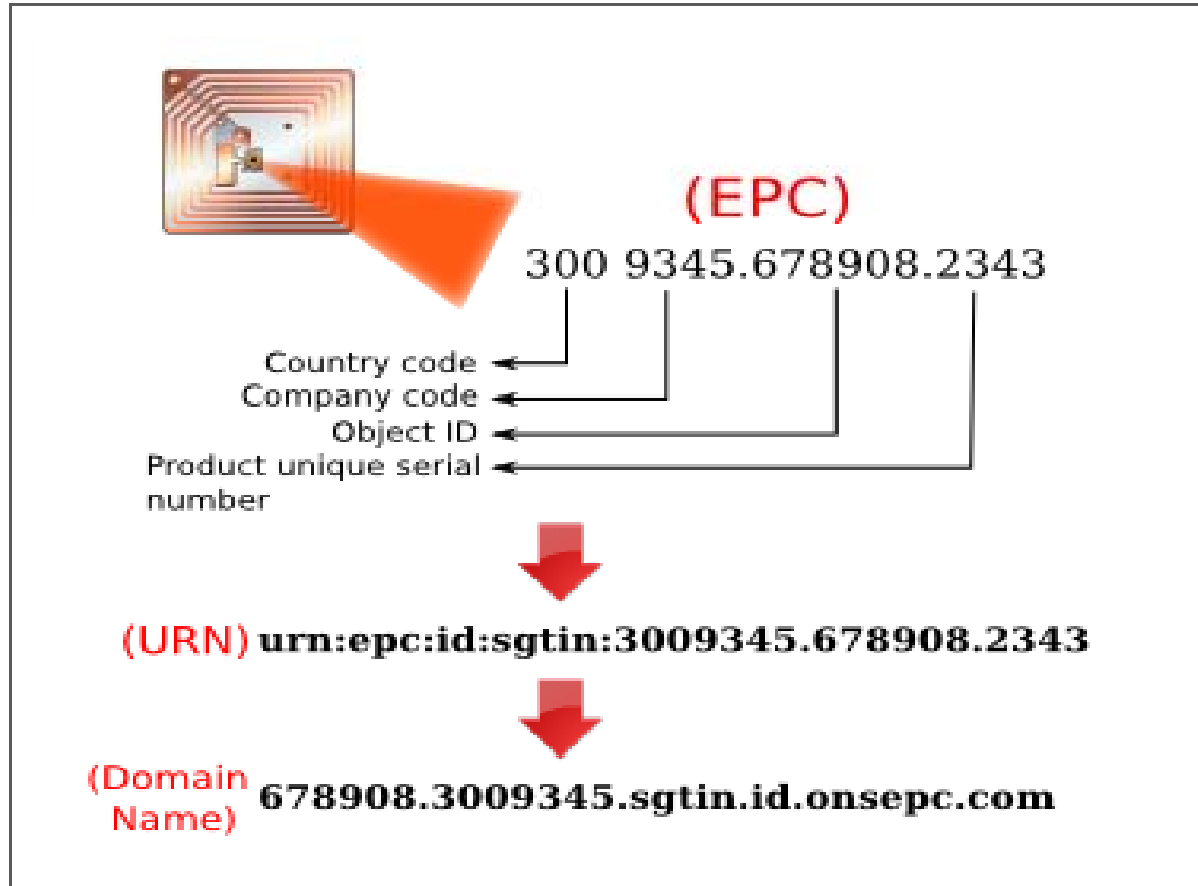 (EPC)
300 9345.678908.2343
Country code
Company code
Object ID
Product unique serial
number
(URN) urn:epc:id:sgtin:3009345.678908.2343
(Domain
Name)
678908.3009345.sgtin.id.onsepc.com